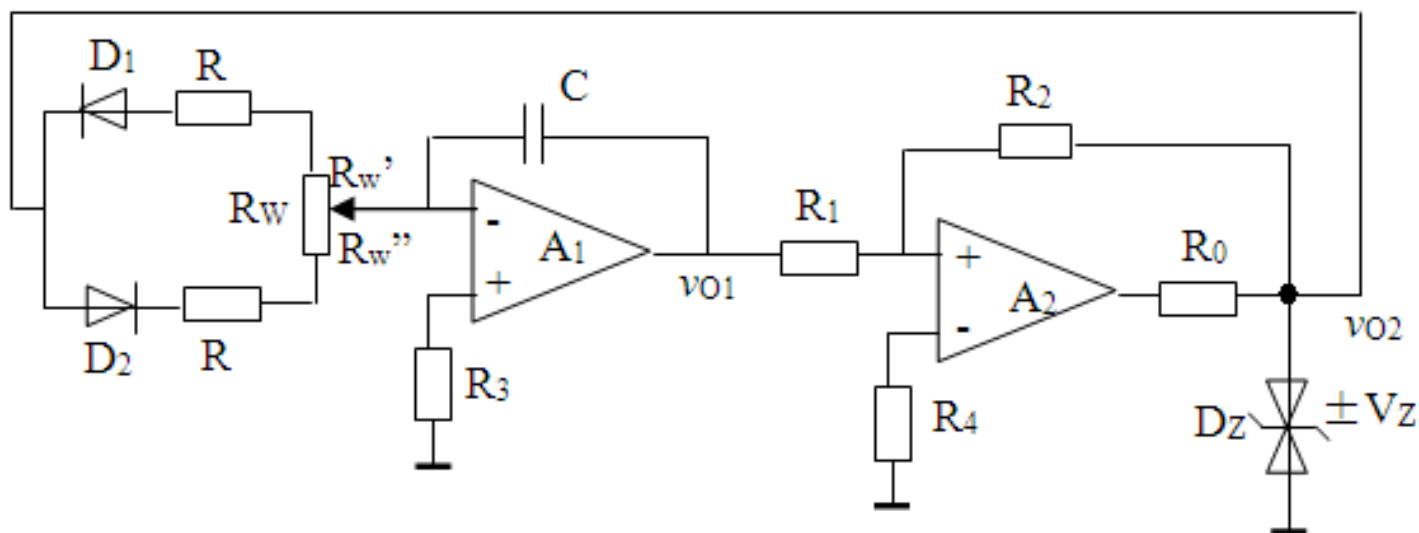 D1
R
C
R2
Rw'
RW
Rw''
-
A1
+
R1
vO1
+
A2
-
R0
vO2
D2
R
R3
R4
DZ
±VZ